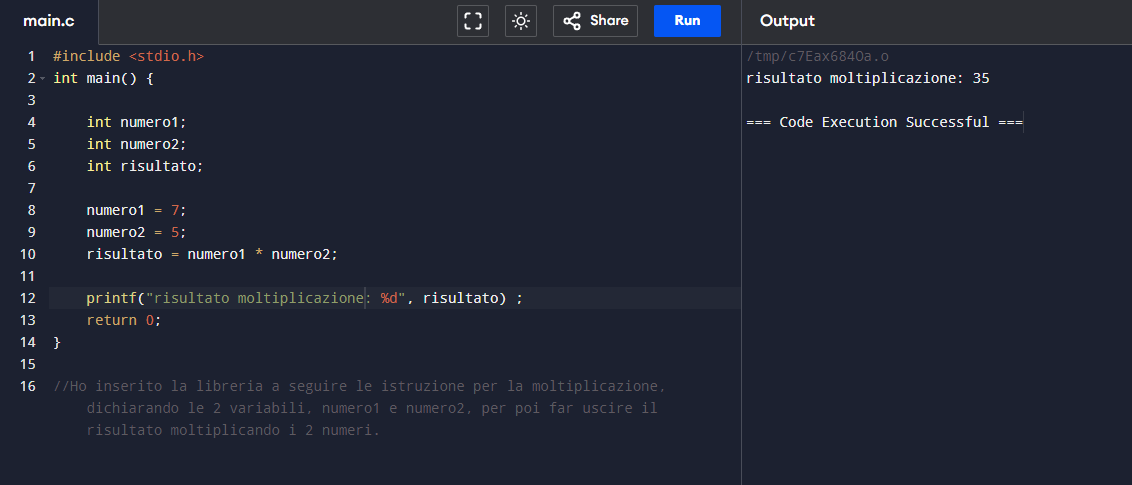 main.c Share Run Output
1 #include <stdio.h>
2 int main() {
3
4 int numero1;
5 int numero2;
6 int risultato;
7
8 numero1 = 7;
9 numero2 = 5;
10 risultato = numero1 * numero2;
11
12 printf("risultato moltiplicazione: %d", risultato) ;
13 return 0;
14 }
15
16 //Ho inserito la libreria a seguire le istruzione per la moltiplicazione,
dichiarando le 2 variabili, numero1 e numero2, per poi far uscire il
risultato moltiplicando i 2 numeri.
/tmp/c7Eax684Oa.o
risultato moltiplicazione: 35
=== Code Execution Successful ===